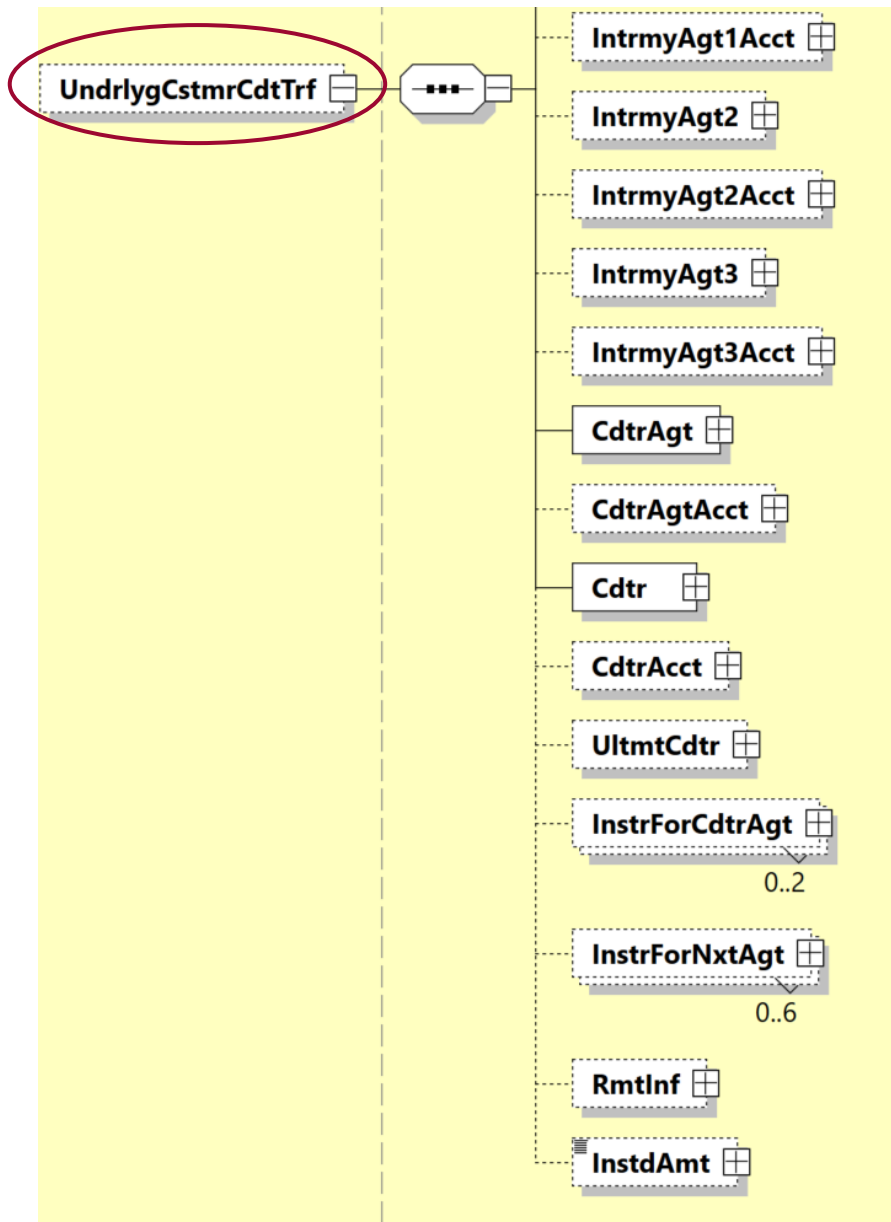 IntrmyAgt1Acct
UndrlygCstmrCdtTrf
IntrmyAgt2
IntrmyAgt2Acct
IntrmyAgt3
IntrmyAgt3Acct
CdtrAgt
CdtrAgtAcct
Cdtr
CdtrAcct
UltmtCdtr
InstrForCdtrAgt
0..2
InstrForNxtAgt
0..6
RmtInf
InstdAmt